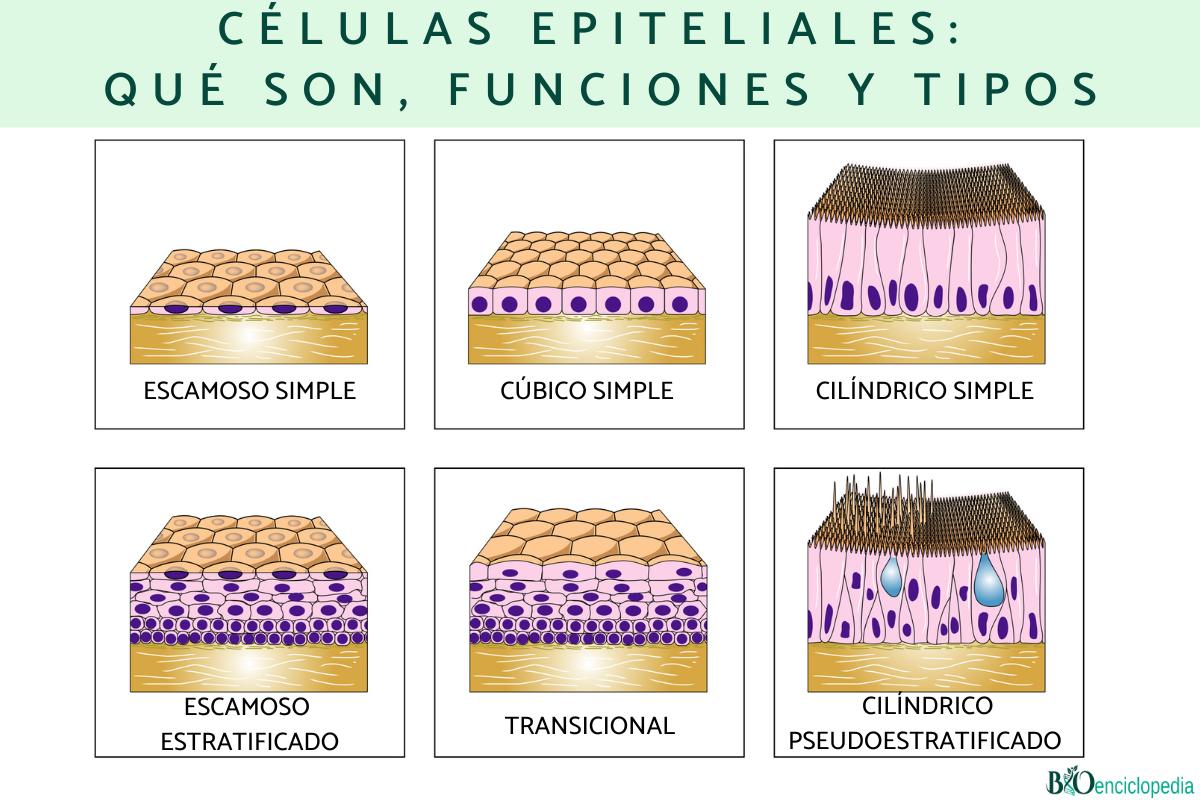 CÉLULAS EPITELIALES:
QUÉ SON, FUNCIONES Y TIPOS
ESCAMOSO SIMPLE
CÚBICO SIMPLE
CILÍNDRICO SIMPLE
ESCAMOSO
ESTRATIFICADO
TRANSICIONAL
CILÍNDRICO
PSEUDOESTRATIFICADO
BIOenciclopedia